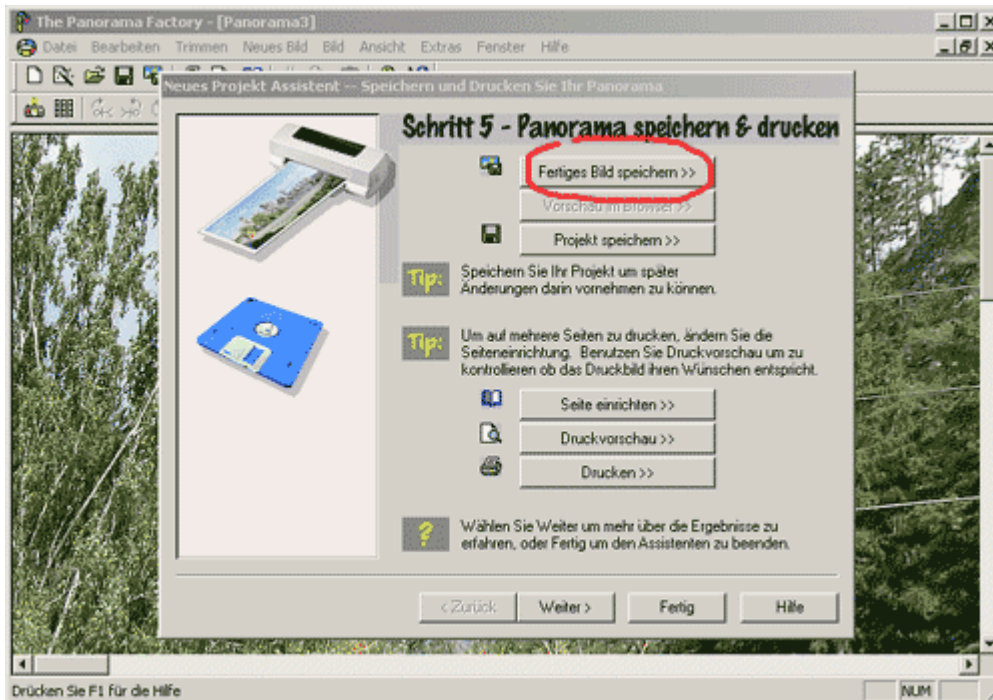 The Panorama Factory - [Panorama3]
Datei Bearbeiten Trimmen Neues Bild Bild Ansicht Extras Fenster Hilfe
Neues Projekt Assistent -- Speichern und Drucken Sie Ihr Panorama
Schritt 5 - Panorama speichern & drucken
Fertiges Bild speichern >>
Vorschau im Browser >>
Projekt speichern >>
Tip: Speichern Sie Ihr Projekt um später
Änderungen darin vornehmen zu können.
Tip: Um auf mehrere Seiten zu drucken, ändern Sie die
Seiteneinrichtung. Benutzen Sie Druckvorschau um zu
kontrollieren ob das Druckbild ihren Wünschen entspricht.
Seite einrichten >>
Druckvorschau >>
Drucken >>
? Wählen Sie Weiter um mehr über die Ergebnisse zu
erfahren, oder Fertig um den Assistenten zu beenden.
< Zurück Weiter > Fertig Hilfe
Drücken Sie F1 für die Hilfe NUM